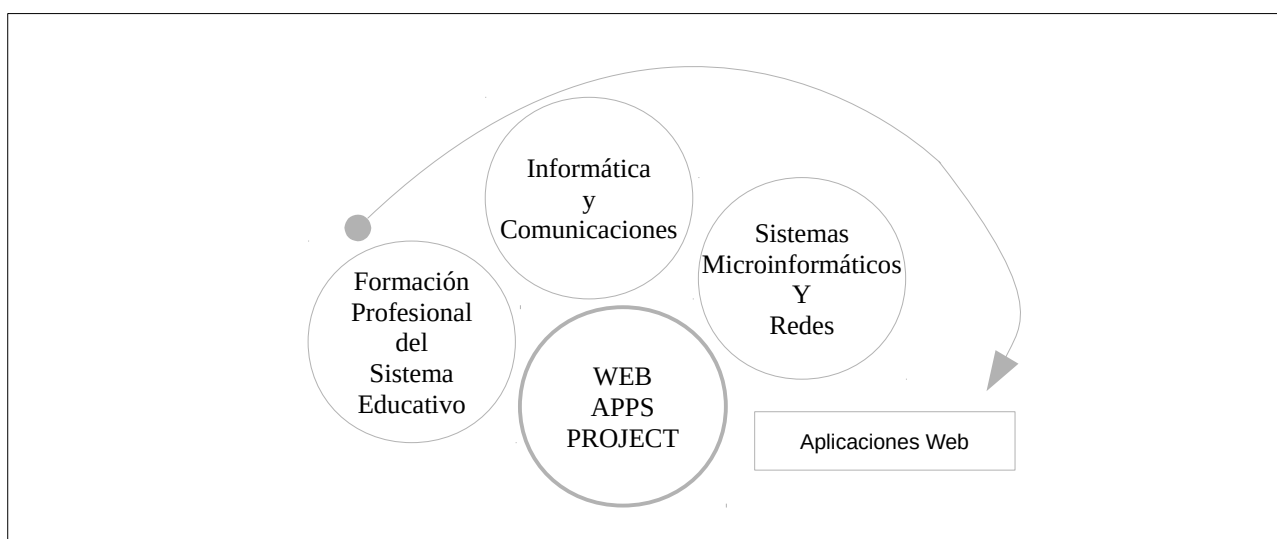 Informática
y
Comunicaciones
Sistemas
Microinformáticos
Y
Redes
Formación
Profesional
del
Sistema
Educativo
WEB
APPS
PROJECT
Aplicaciones Web